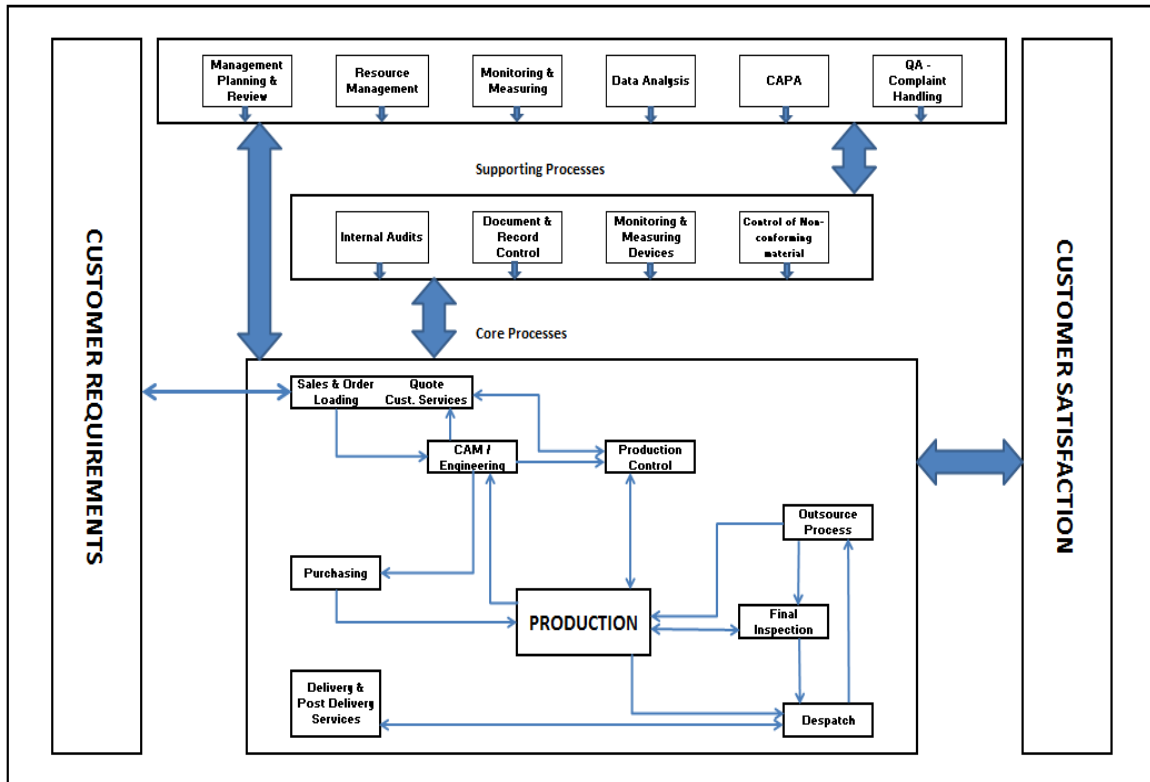 CUSTOMER REQUIREMENTS
Management
Planning &
Review
Resource
Management
Monitoring &
Measuring
Data Analysis
CAPA
QA -
Complaint
Handling
Supporting Processes
Internal Audits
Document &
Record
Control
Monitoring &
Measuring
Devices
Control of Non-
conforming
material
Core Processes
Sales & Order
Loading
Quote
Cust. Services
CAM /
Engineering
Production
Control
Outsource
Process
Purchasing
PRODUCTION
Final
Inspection
Delivery &
Post Delivery
Services
Despatch
CUSTOMER SATISFACTION